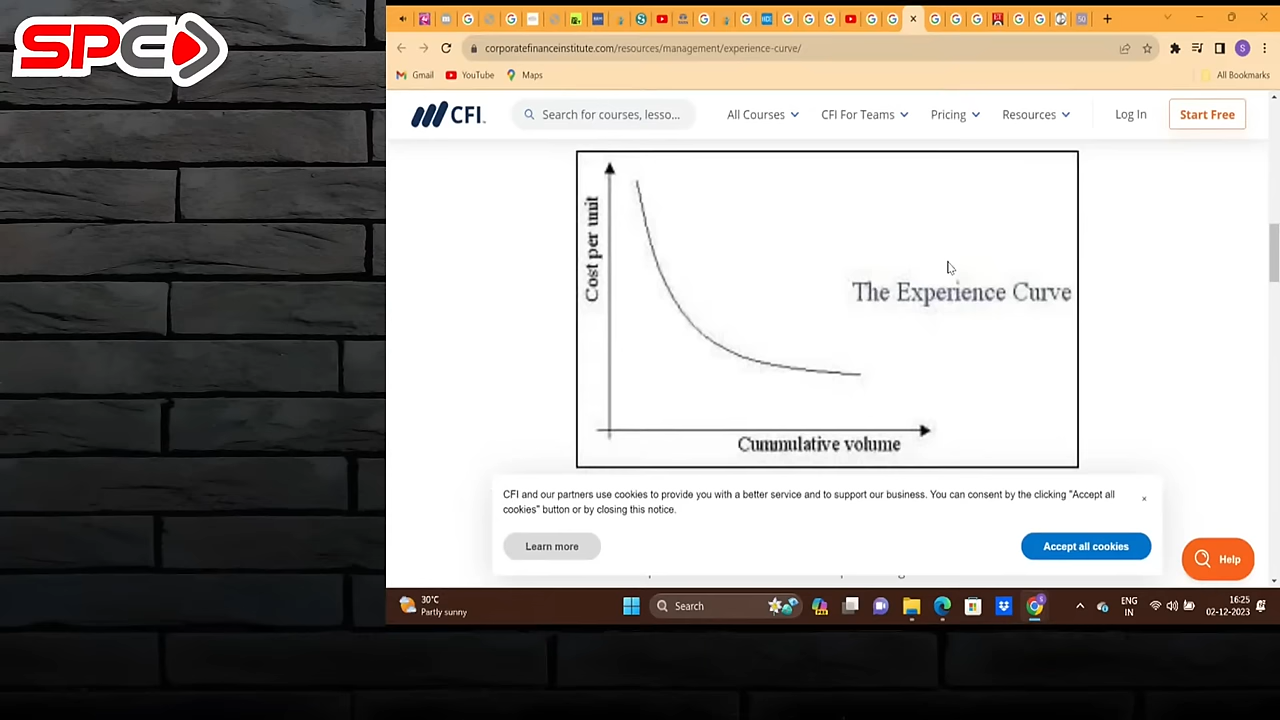 SPE
corporatefinanceinstitute.com/resources/management/experience-curve/
Gmail YouTube Maps All Bookmarks
CFI Search for courses, lesso... All Courses CFI For Teams Pricing Resources Log In Start Free
Cost per unit
The Experience Curve
Cummulative volume
CFI and our partners use cookies to provide you with a better service and to support our business. You can consent by the clicking "Accept all
cookies" button or by closing this notice.
Learn more Accept all cookies
Help
30°C
Partly sunny
Search
ENG
IN
16:25
02-12-2023